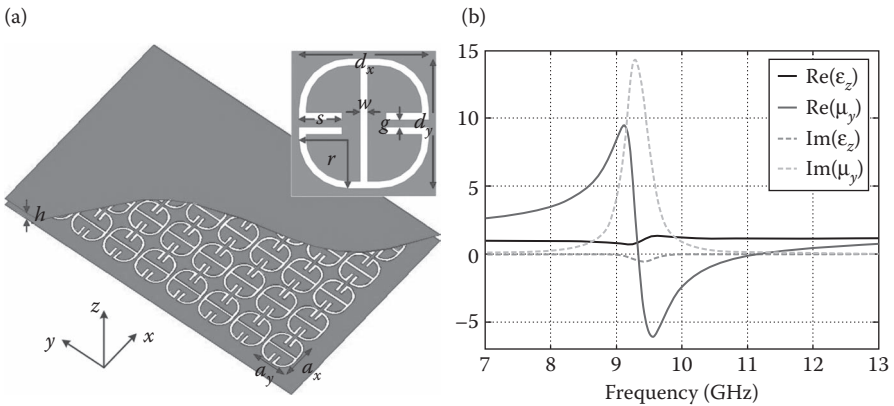 (a)
d_x
w
s
g
d_y
r
h
z
y
x
a_y
a_x
(b)
15
10
5
0
−5
7
8
9
10
11
12
13
Frequency (GHz)
Re(ε_z)
Re(μ_y)
Im(ε_z)
Im(μ_y)